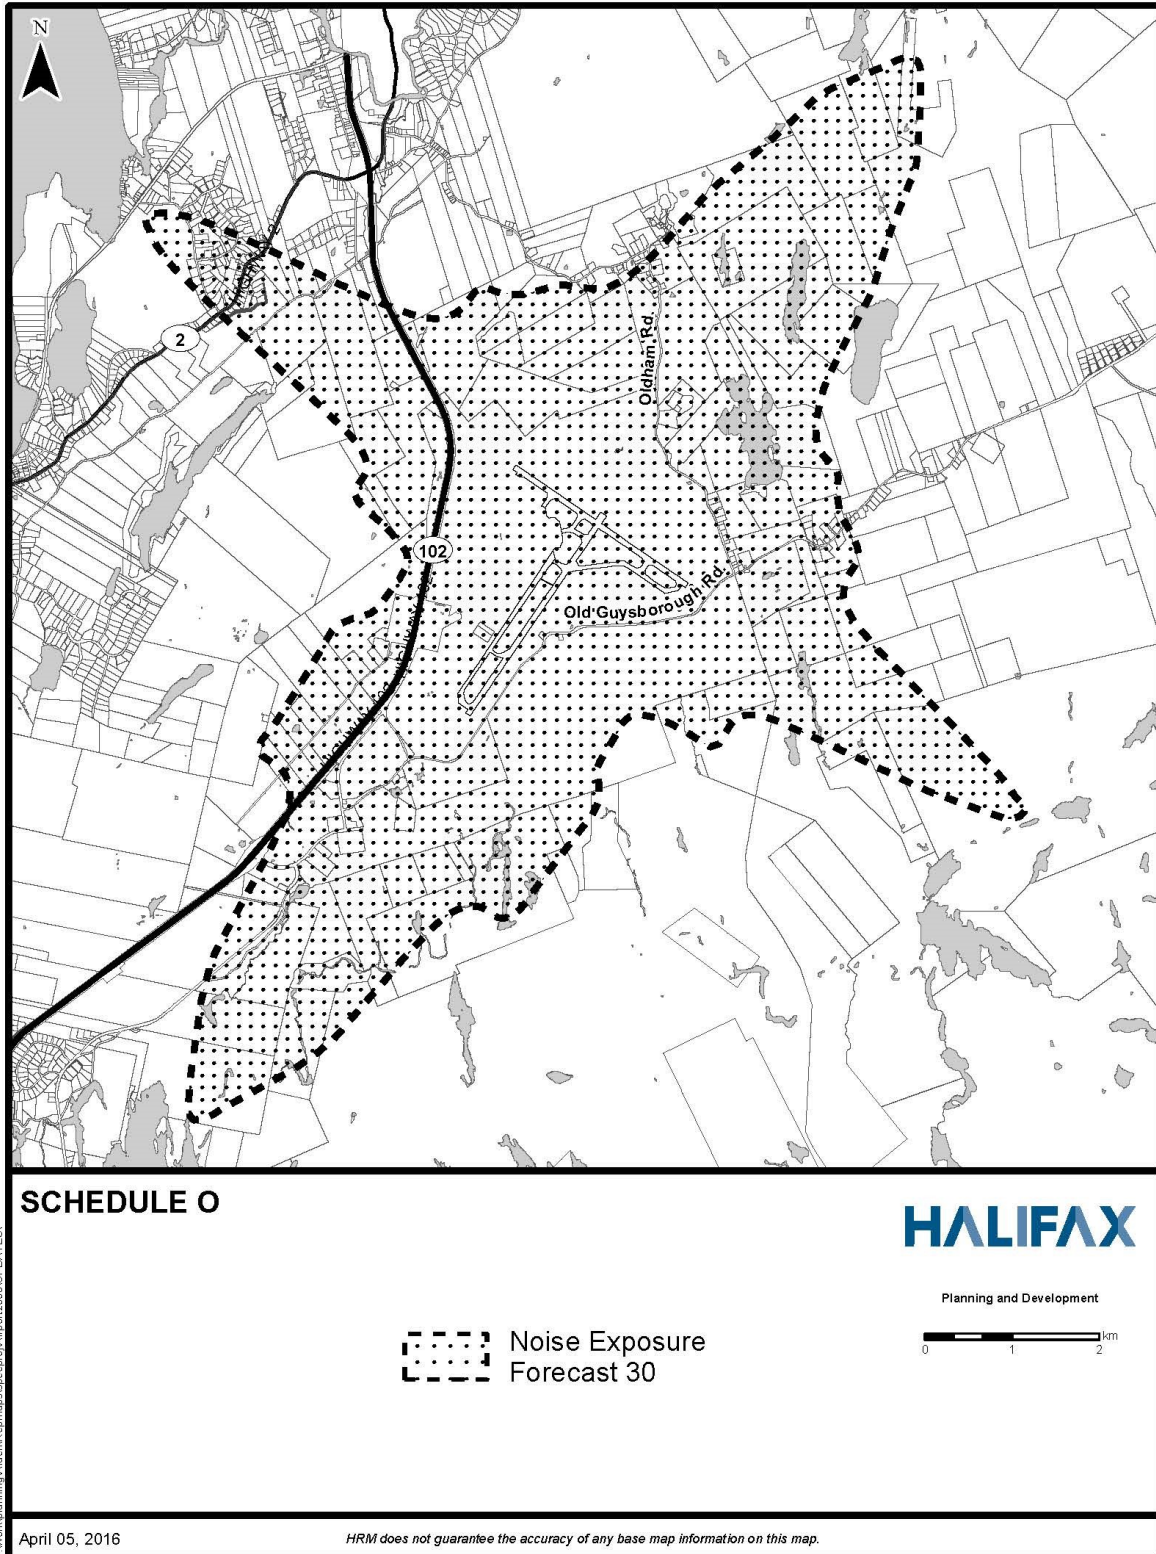 N
2
Oldham Rd.
102
Old Guysborough Rd.
SCHEDULE O
HALIFAX
Planning and Development
km
0 1 2
Noise Exposure
Forecast 30
April 05, 2016
HRM does not guarantee the accuracy of any base map information on this map.